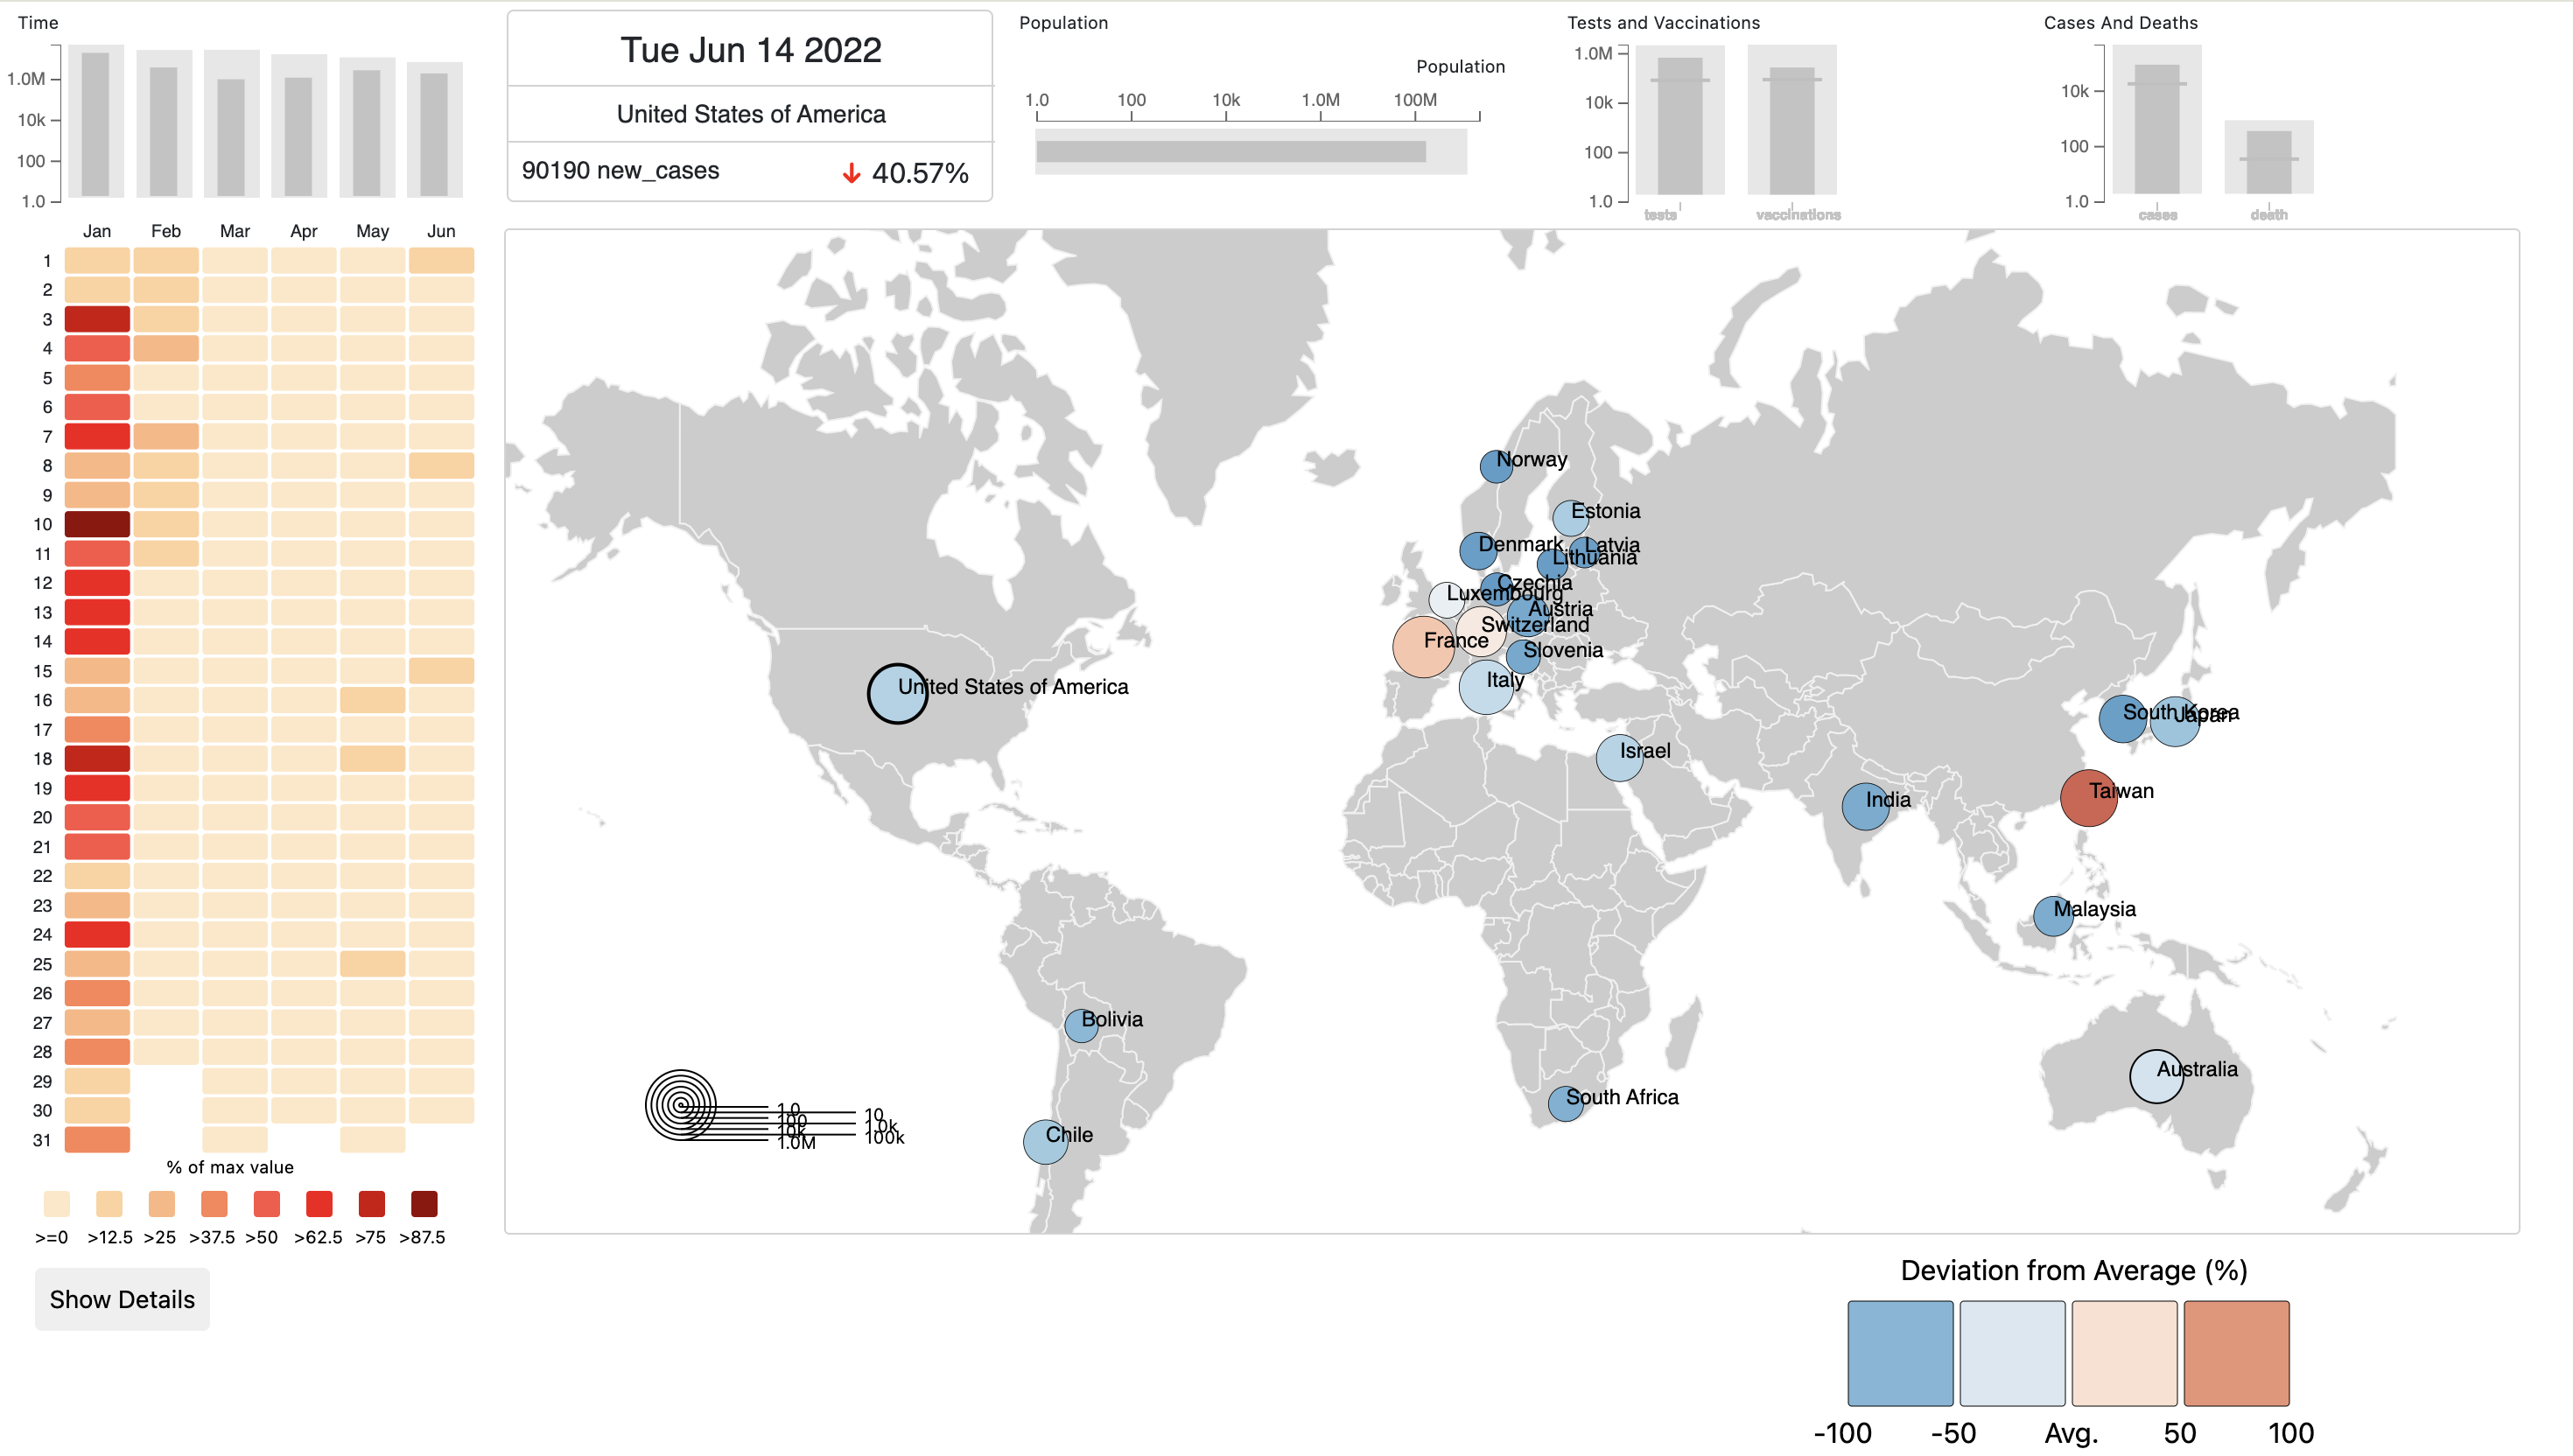 Time
1.0M
10k
100
1.0
Tue Jun 14 2022
United States of America
90190 new_cases ↓ 40.57%
Population
Population
1.0 100 10k 1.0M 100M
Tests and Vaccinations
1.0M
10k
100
1.0
tests vaccinations
Cases And Deaths
10k
100
1.0
cases death
Jan Feb Mar Apr May Jun
1
2
3
4
5
6
7
8
9
10
11
12
13
14
15
16
17
18
19
20
21
22
23
24
25
26
27
28
29
30
31
% of max value
>=0 >12.5 >25 >37.5 >50 >62.5 >75 >87.5
Show Details
Norway
Estonia
Denmark
Latvia
Lithuania
Czechia
Luxembourg
Austria
Switzerland
France
Slovenia
Italy
United States of America
South Korea
Japan
Israel
Taiwan
India
Malaysia
Bolivia
Australia
South Africa
Chile
1.0
10
100
1.0k
10k
100k
1.0M
Deviation from Average (%)
-100 -50 Avg. 50 100